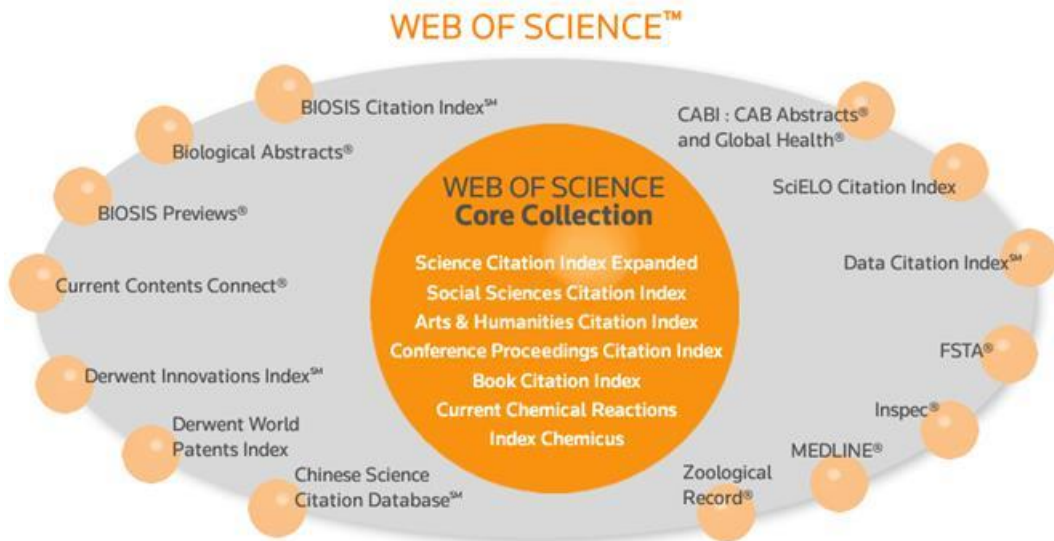 WEB OF SCIENCE™
BIOSIS Citation Index℠
Biological Abstracts®
BIOSIS Previews®
Current Contents Connect®
Derwent Innovations Index℠
Derwent World
Patents Index
Chinese Science
Citation Database℠
WEB OF SCIENCE
Core Collection
Science Citation Index Expanded
Social Sciences Citation Index
Arts & Humanities Citation Index
Conference Proceedings Citation Index
Book Citation Index
Current Chemical Reactions
Index Chemicus
CABI : CAB Abstracts®
and Global Health®
SciELO Citation Index
Data Citation Index℠
FSTA®
Inspec®
MEDLINE®
Zoological
Record®